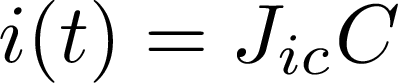 i(t) = J_{ic}C